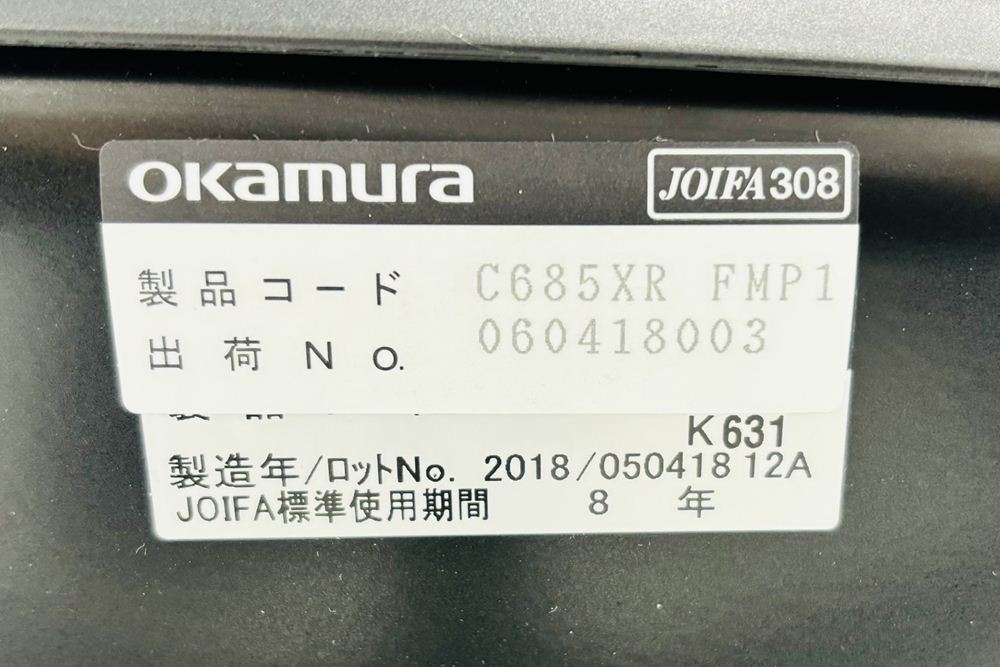 okamura
JOIFA308
製品コード C685XR FMP1
出荷No. 060418003
K631
製造年/ロットNo. 2018/050418 12A
JOIFA標準使用期間 8 年